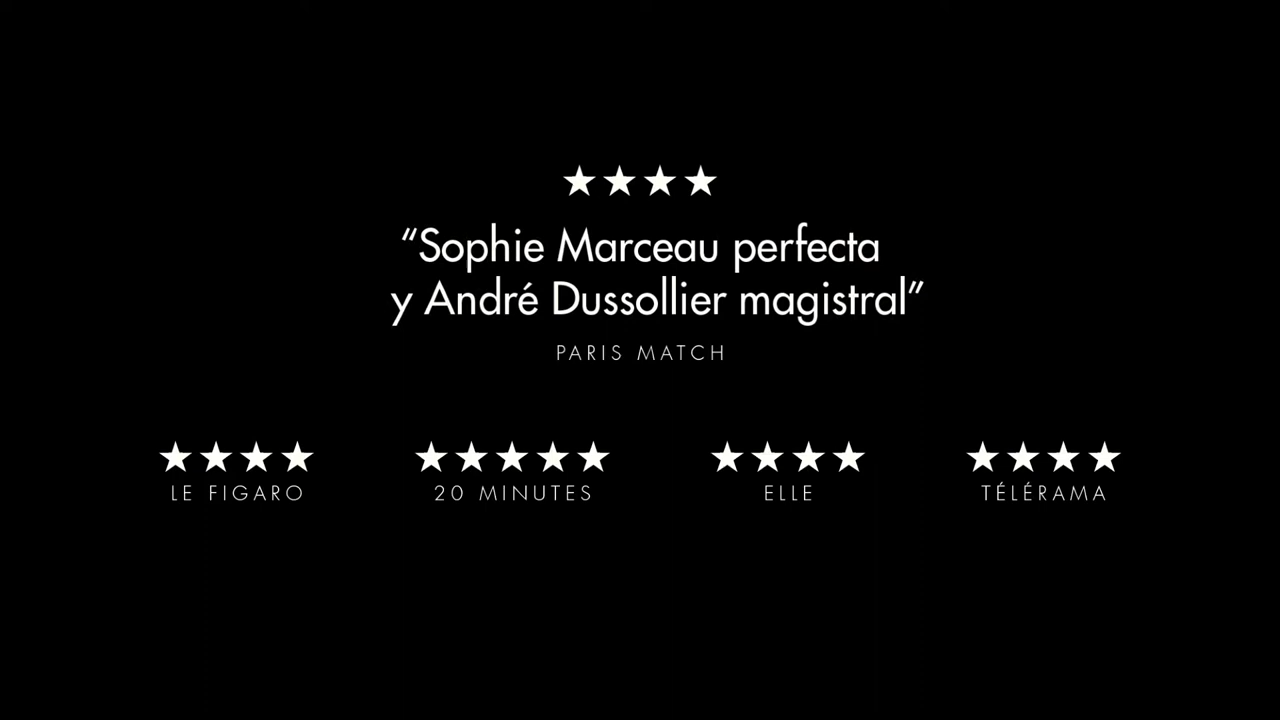 ★★★★
“Sophie Marceau perfecta
y André Dussollier magistral”
PARIS MATCH
★★★★ ★★★★★ ★★★★ ★★★★
LE FIGARO 20 MINUTES ELLE TÉLÉRAMA